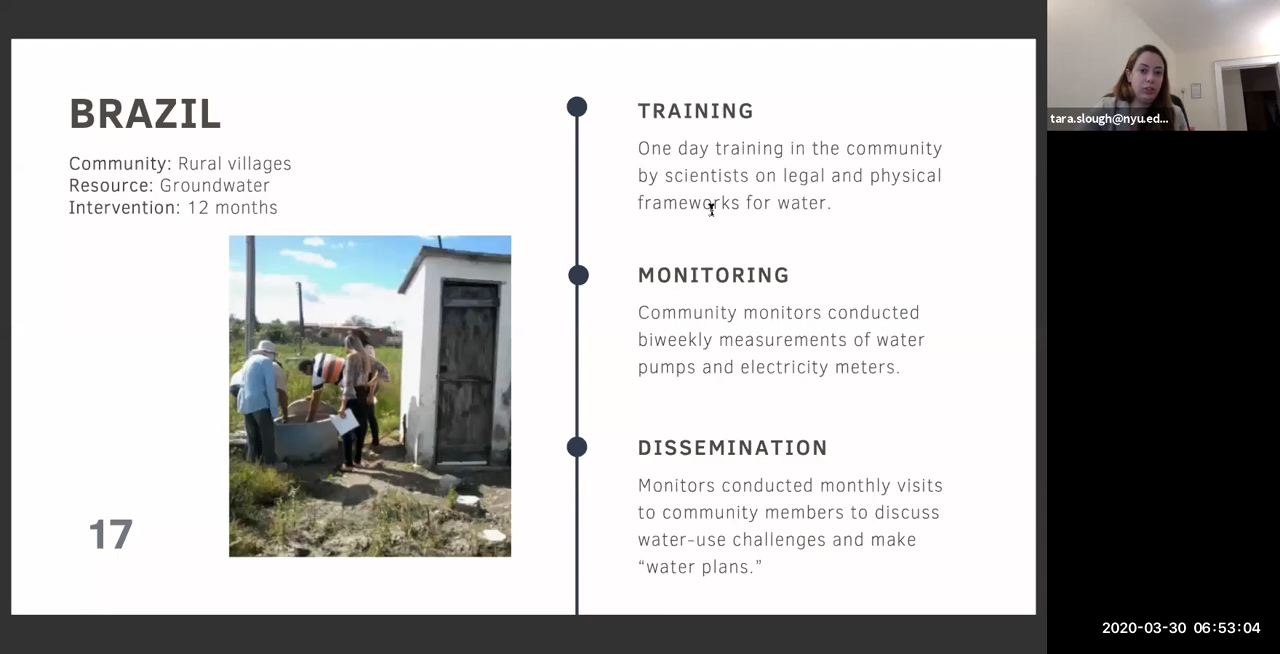 BRAZIL
Community: Rural villages
Resource: Groundwater
Intervention: 12 months
17
TRAINING
One day training in the community
by scientists on legal and physical
frameworks for water.
MONITORING
Community monitors conducted
biweekly measurements of water
pumps and electricity meters.
DISSEMINATION
Monitors conducted monthly visits
to community members to discuss
water-use challenges and make
“water plans.”
tara.slough@nyu.ed...
2020-03-30 06:53:04